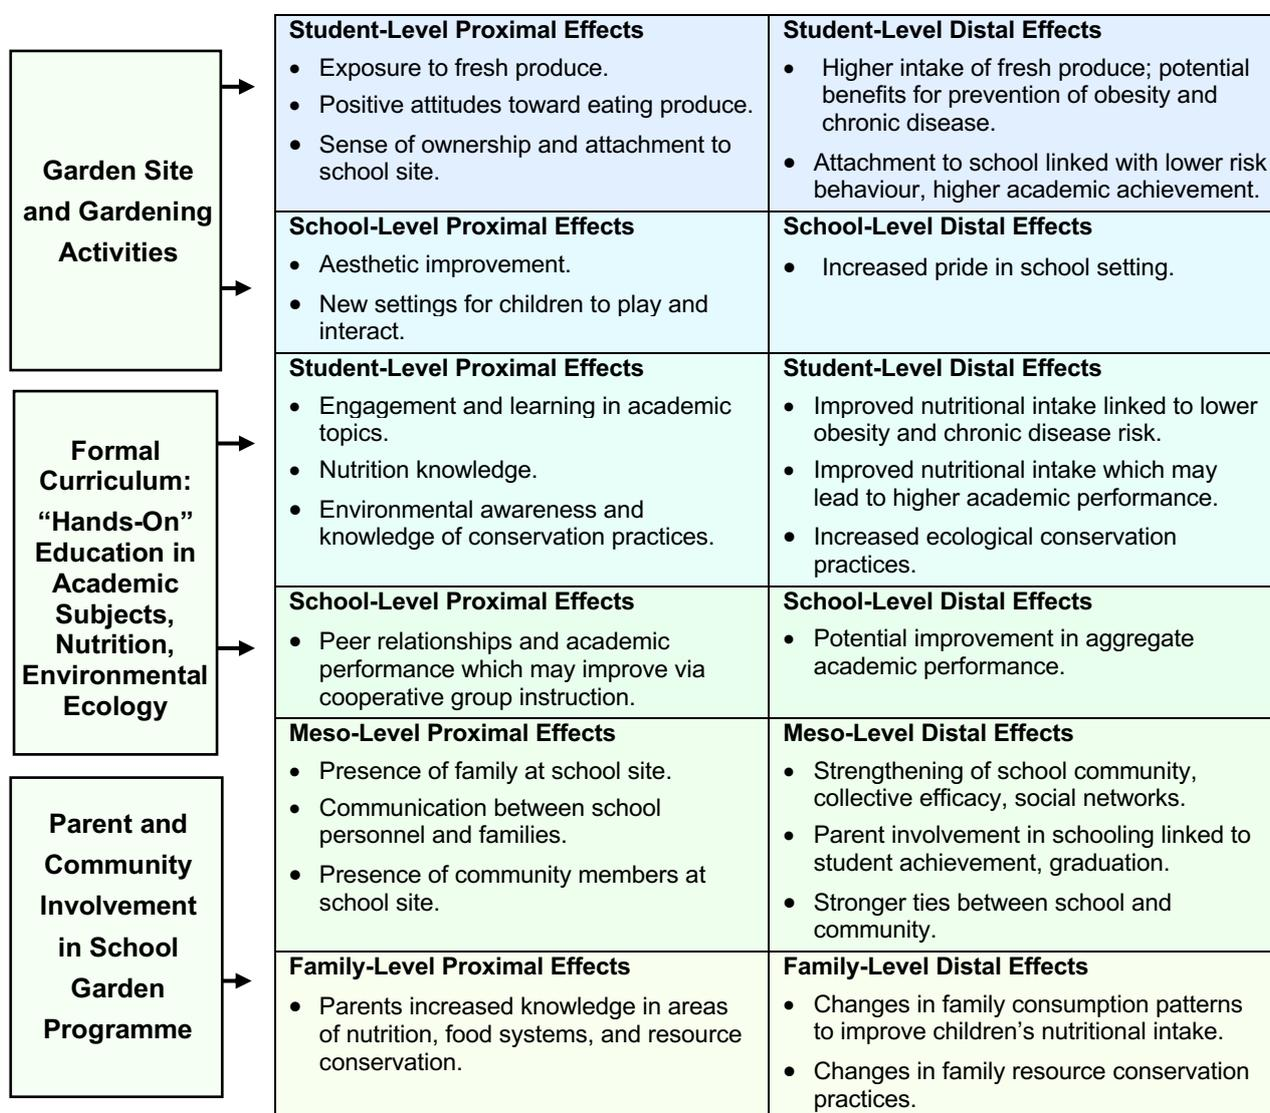 Garden Site
and Gardening
Activities
Student-Level Proximal Effects
• Exposure to fresh produce.
• Positive attitudes toward eating produce.
• Sense of ownership and attachment to
school site.
Student-Level Distal Effects
• Higher intake of fresh produce; potential
benefits for prevention of obesity and
chronic disease.
• Attachment to school linked with lower risk
behaviour, higher academic achievement.
School-Level Proximal Effects
• Aesthetic improvement.
• New settings for children to play and
interact.
School-Level Distal Effects
• Increased pride in school setting.
Formal
Curriculum:
“Hands-On”
Education in
Academic
Subjects,
Nutrition,
Environmental
Ecology
Student-Level Proximal Effects
• Engagement and learning in academic
topics.
• Nutrition knowledge.
• Environmental awareness and
knowledge of conservation practices.
Student-Level Distal Effects
• Improved nutritional intake linked to lower
obesity and chronic disease risk.
• Improved nutritional intake which may
lead to higher academic performance.
• Increased ecological conservation
practices.
School-Level Proximal Effects
• Peer relationships and academic
performance which may improve via
cooperative group instruction.
School-Level Distal Effects
• Potential improvement in aggregate
academic performance.
Parent and
Community
Involvement
in School
Garden
Programme
Meso-Level Proximal Effects
• Presence of family at school site.
• Communication between school
personnel and families.
• Presence of community members at
school site.
Meso-Level Distal Effects
• Strengthening of school community,
collective efficacy, social networks.
• Parent involvement in schooling linked to
student achievement, graduation.
• Stronger ties between school and
community.
Family-Level Proximal Effects
• Parents increased knowledge in areas
of nutrition, food systems, and resource
conservation.
Family-Level Distal Effects
• Changes in family consumption patterns
to improve children’s nutritional intake.
• Changes in family resource conservation
practices.